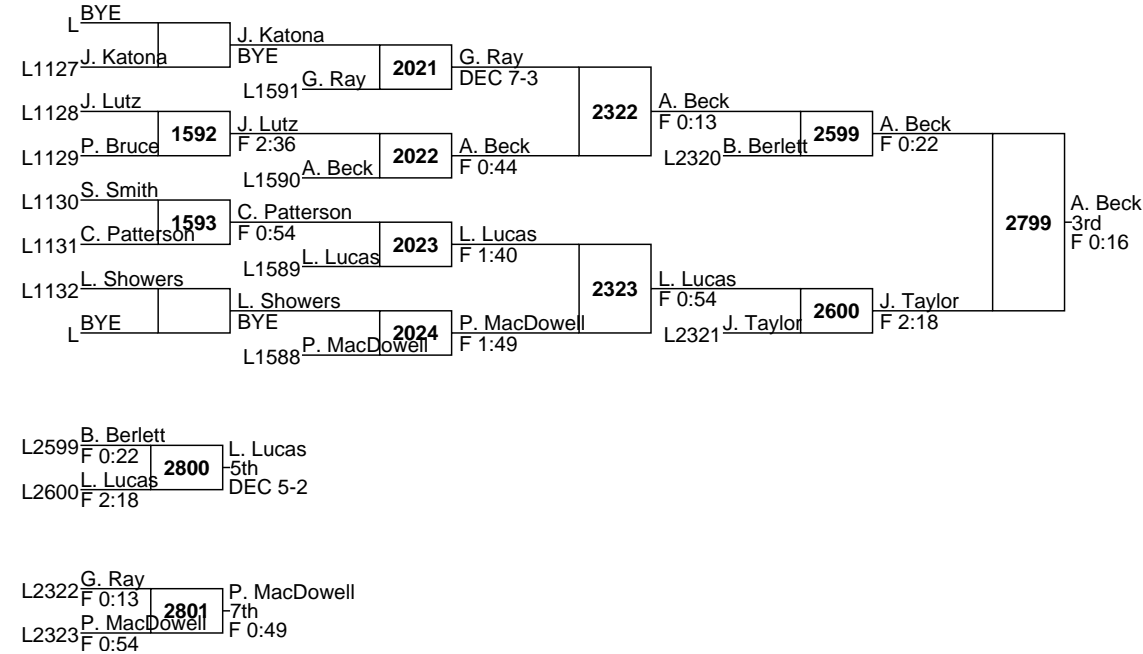 BYE
L
J. Katona
BYE
J. Katona
L1127
G. Ray
L1591
2021
G. Ray
DEC 7-3
J. Lutz
L1128
1592
P. Bruce
L1129
J. Lutz
F 2:36
A. Beck
L1590
2022
A. Beck
F 0:44
2322
A. Beck
F 0:13
B. Berlett
L2320
2599
A. Beck
F 0:22
S. Smith
L1130
1593
C. Patterson
L1131
C. Patterson
F 0:54
L. Lucas
L1589
2023
L. Lucas
F 1:40
L. Showers
L1132
BYE
L
L. Showers
BYE
P. MacDowell
L1588
2024
P. MacDowell
F 1:49
2323
L. Lucas
F 0:54
J. Taylor
L2321
2600
J. Taylor
F 2:18
2799
A. Beck
3rd
F 0:16
B. Berlett
L2599
F 0:22
2800
L. Lucas
L2600
F 2:18
L. Lucas
5th
DEC 5-2
G. Ray
L2322
F 0:13
2801
P. MacDowell
L2323
F 0:54
P. MacDowell
7th
F 0:49